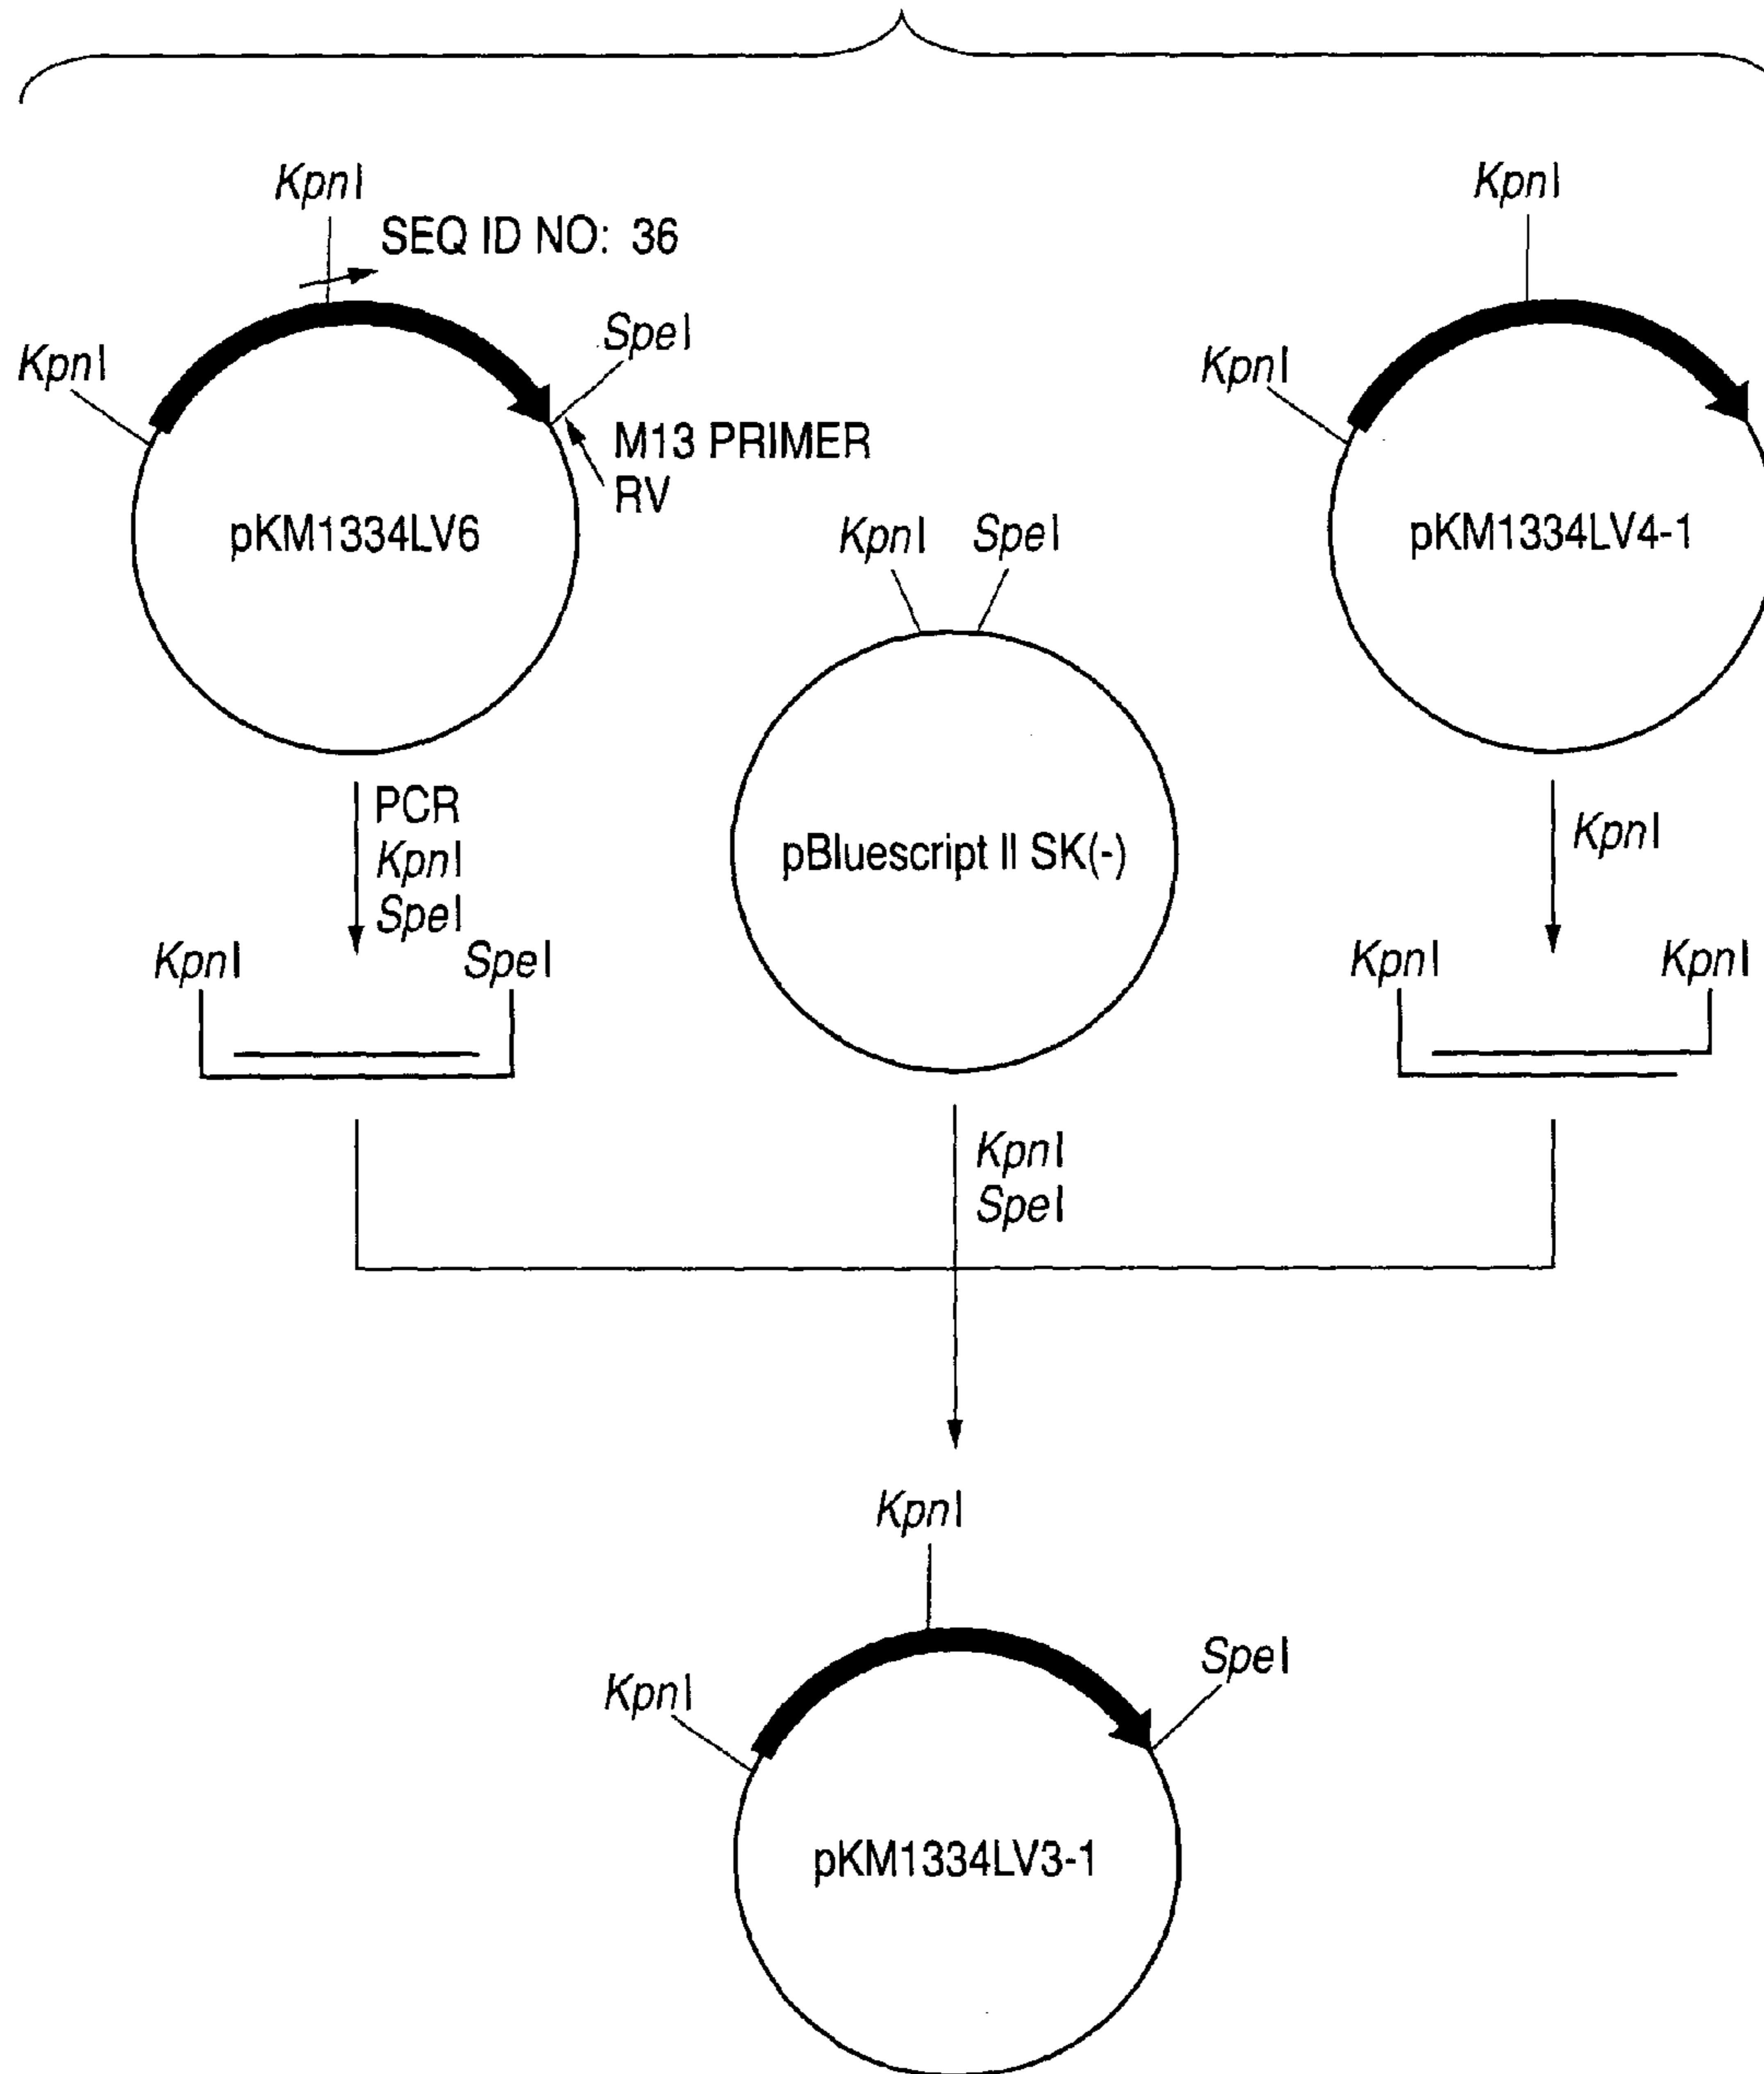 KpnI
SEQ ID NO: 36
KpnI
SpeI
M13 PRIMER
RV
pKM1334LV6
KpnI
KpnI
pKM1334LV4-1
KpnI SpeI
pBluescript II SK(-)
PCR
KpnI
SpeI
KpnI
KpnI SpeI
KpnI KpnI
KpnI
SpeI
KpnI
KpnI
SpeI
pKM1334LV3-1